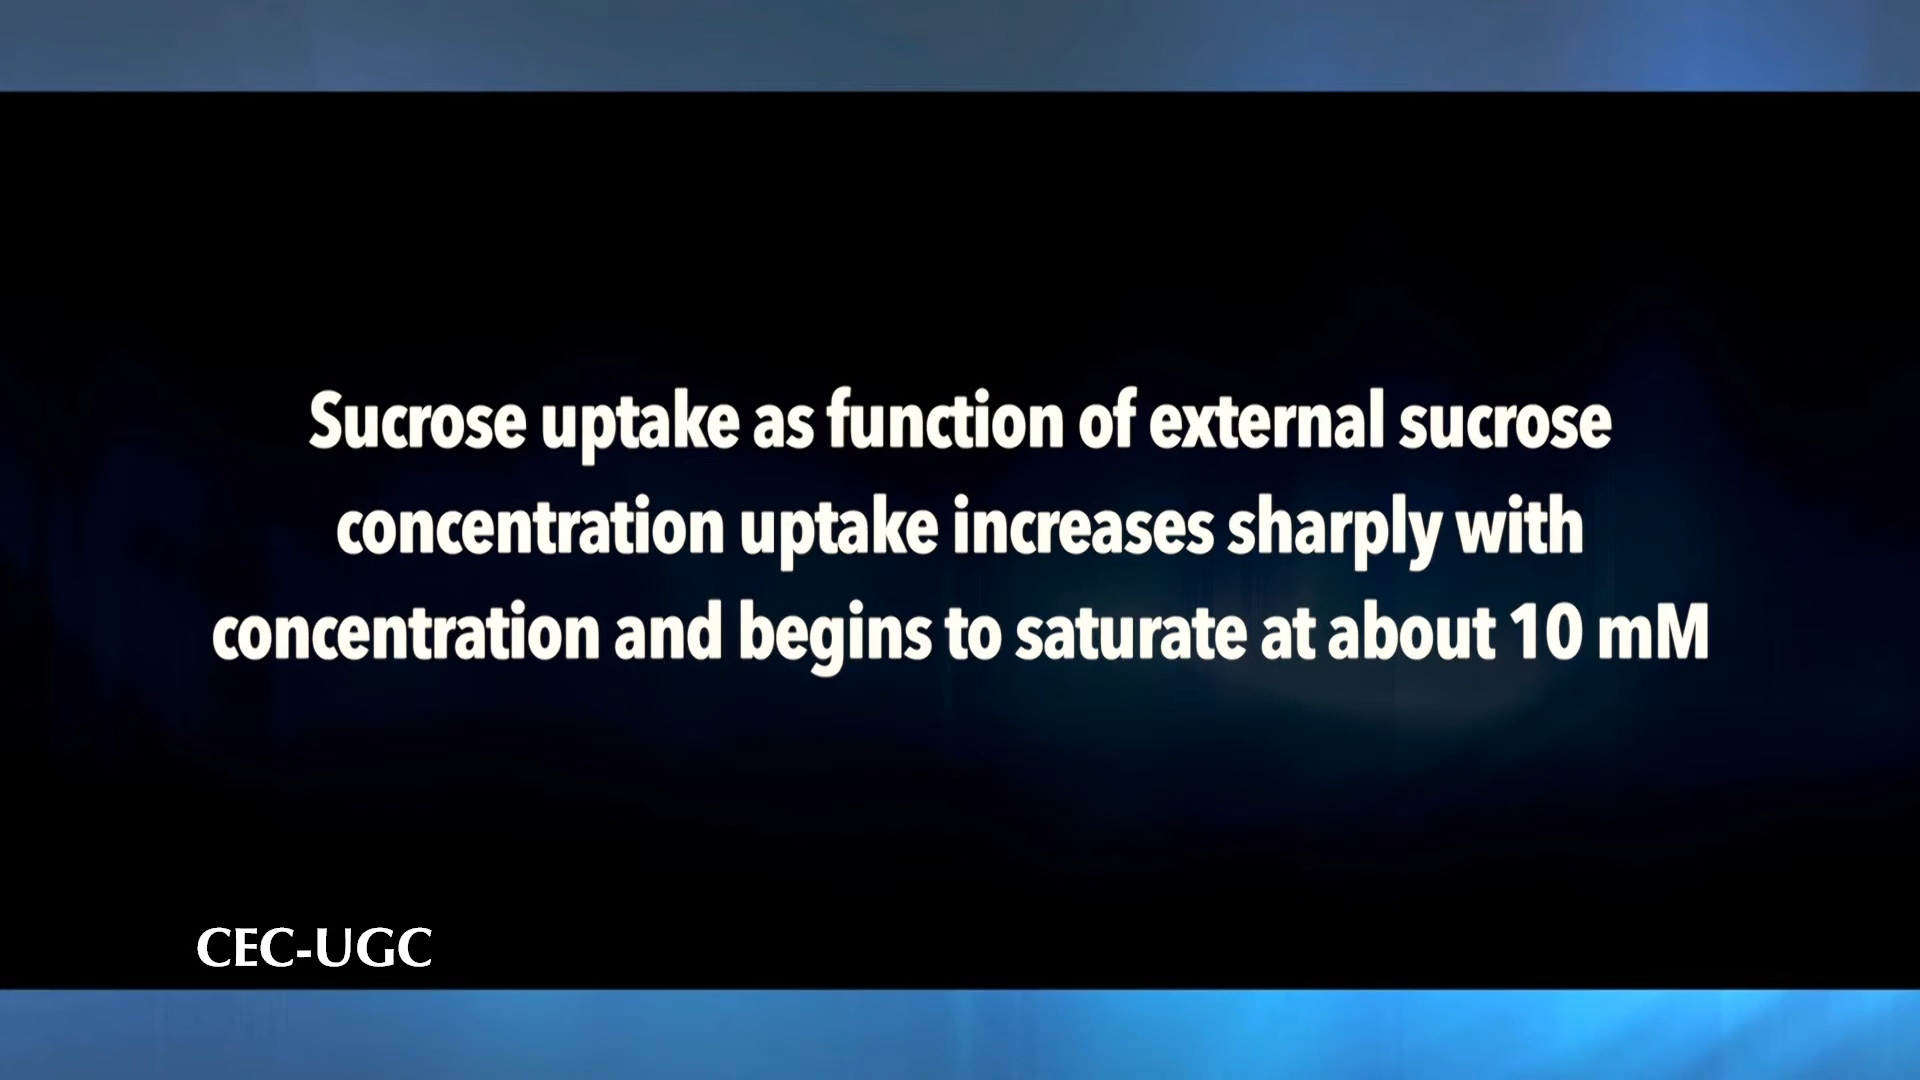 Sucrose uptake as function of external sucrose
concentration uptake increases sharply with
concentration and begins to saturate at about 10 mM
CEC-UGC